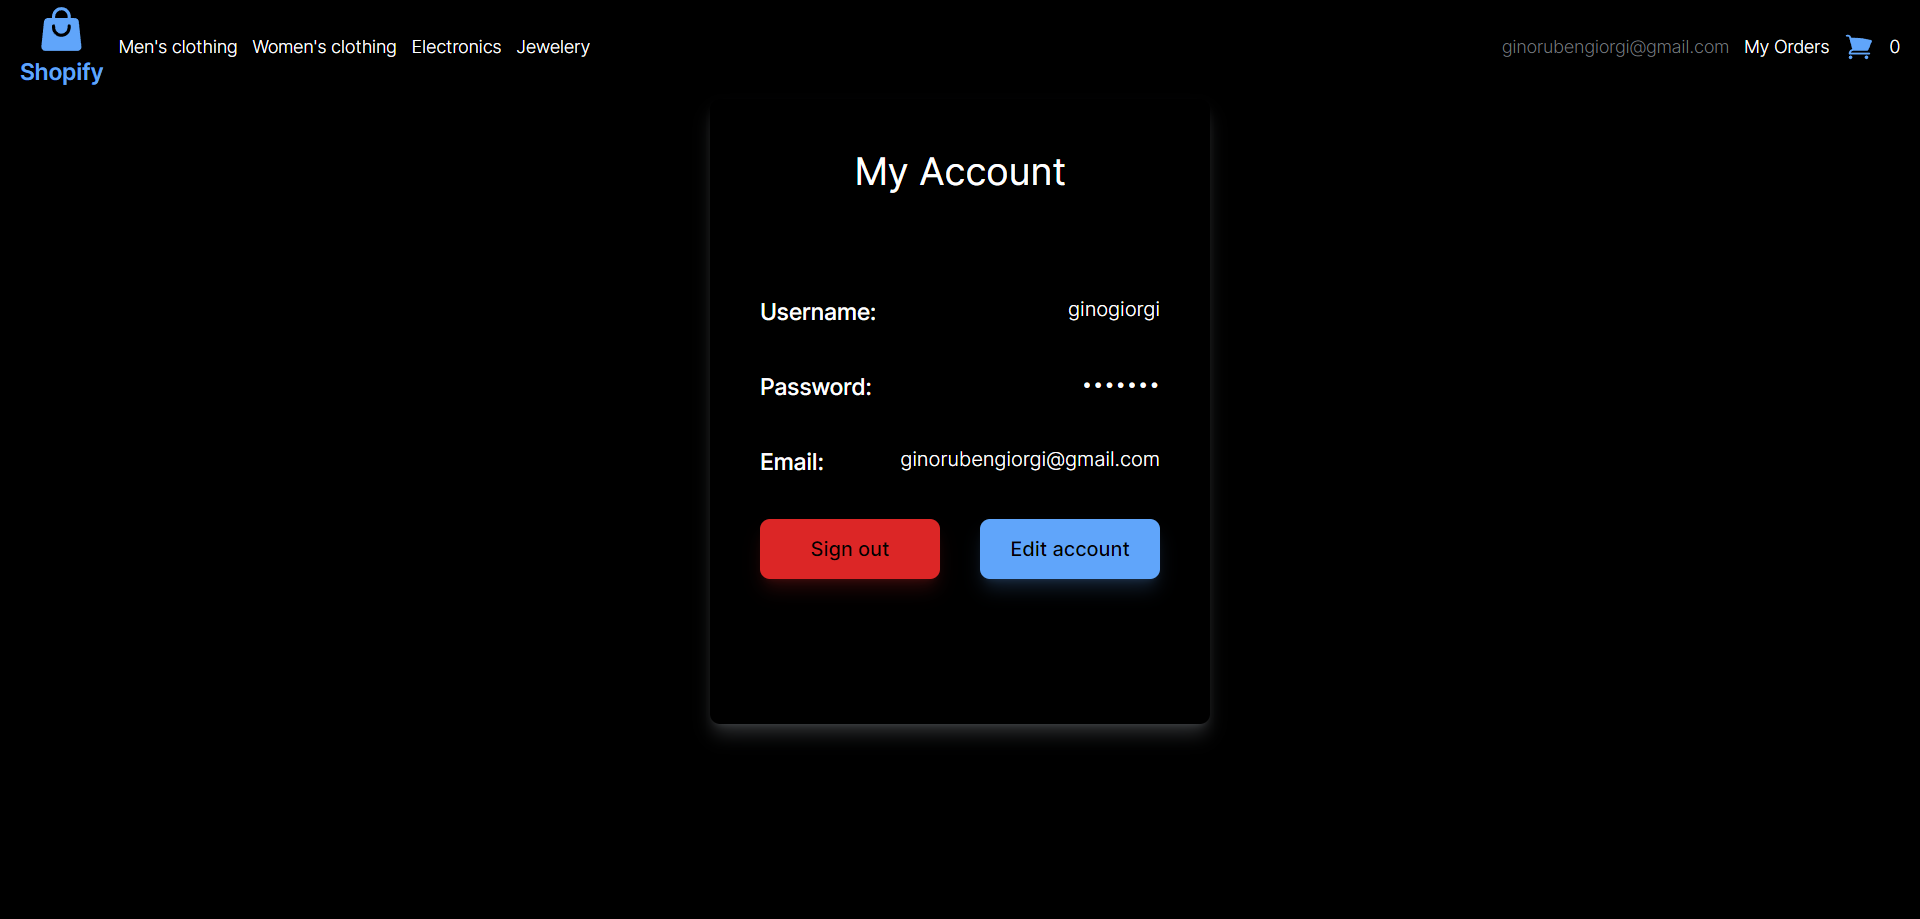 Shopify
Men's clothing Women's clothing Electronics Jewelery
ginorubengiorgi@gmail.com My Orders 0
My Account
Username: ginogiorgi
Password: •••••••
Email: ginorubengiorgi@gmail.com
Sign out Edit account